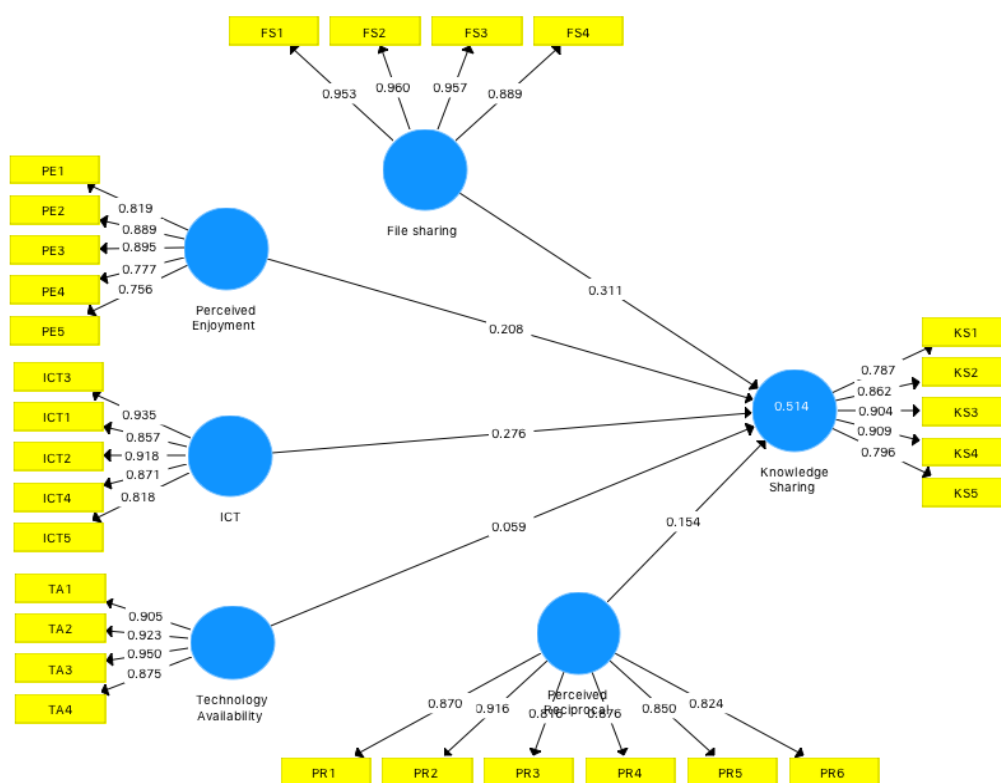 FS1
FS2
FS3
FS4
0.953
0.960
0.957
0.889
File sharing
PE1
PE2
PE3
PE4
PE5
0.819
0.889
0.895
0.777
0.756
Perceived
Enjoyment
0.311
0.208
ICT3
ICT1
ICT2
ICT4
ICT5
0.935
0.857
0.918
0.871
0.818
ICT
0.276
KS1
KS2
KS3
KS4
KS5
0.787
0.862
0.904
0.909
0.796
0.514
Knowledge
Sharing
0.059
0.154
TA1
TA2
TA3
TA4
0.905
0.923
0.950
0.875
Technology
Availability
Perceived
Reciprocal
0.870
0.916
0.876
0.850
0.824
PR1
PR2
PR3
PR4
PR5
PR6